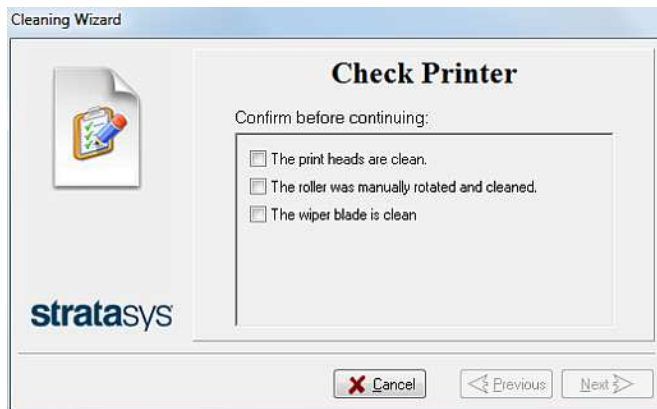 Cleaning Wizard
Check Printer
Confirm before continuing:
The print heads are clean.
The roller was manually rotated and cleaned.
The wiper blade is clean
stratasys
Cancel
Previous
Next